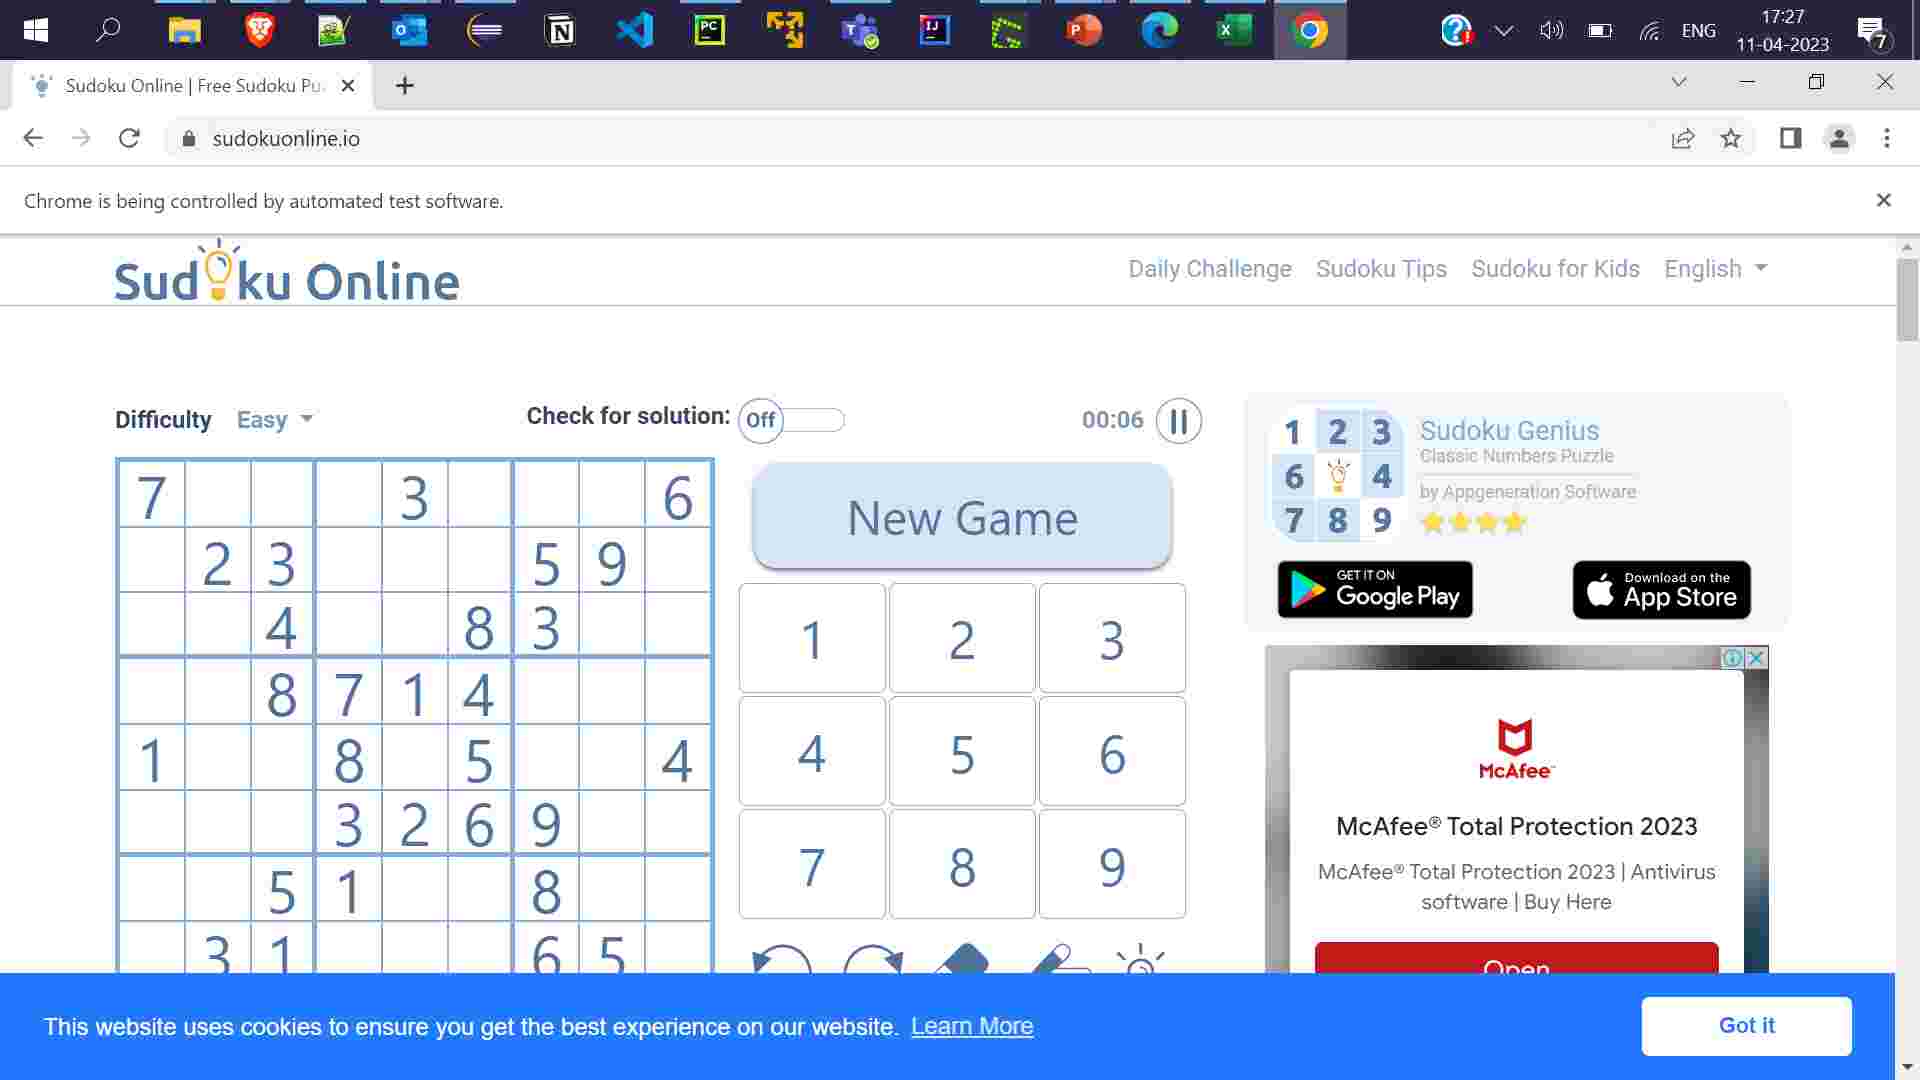 ENG
17:27
11-04-2023
7
Sudoku Online | Free Sudoku Pu
sudokuonline.io
Chrome is being controlled by automated test software.
Sudoku Online
Daily Challenge Sudoku Tips Sudoku for Kids English
Difficulty Easy Check for solution: Off 00:06
7 3 6
2 3 5 9
4 8 3
8 7 1 4
1 8 5 4
3 2 6 9
5 1 8
3 1 6 5
New Game
1 2 3
4 5 6
7 8 9
1 2 3
6 4
7 8 9
Sudoku Genius
Classic Numbers Puzzle
by Appgeneration Software
GET IT ON
Google Play
Download on the
App Store
McAfee
McAfee® Total Protection 2023
McAfee® Total Protection 2023 | Antivirus
software | Buy Here
Open
This website uses cookies to ensure you get the best experience on our website. Learn More
Got it